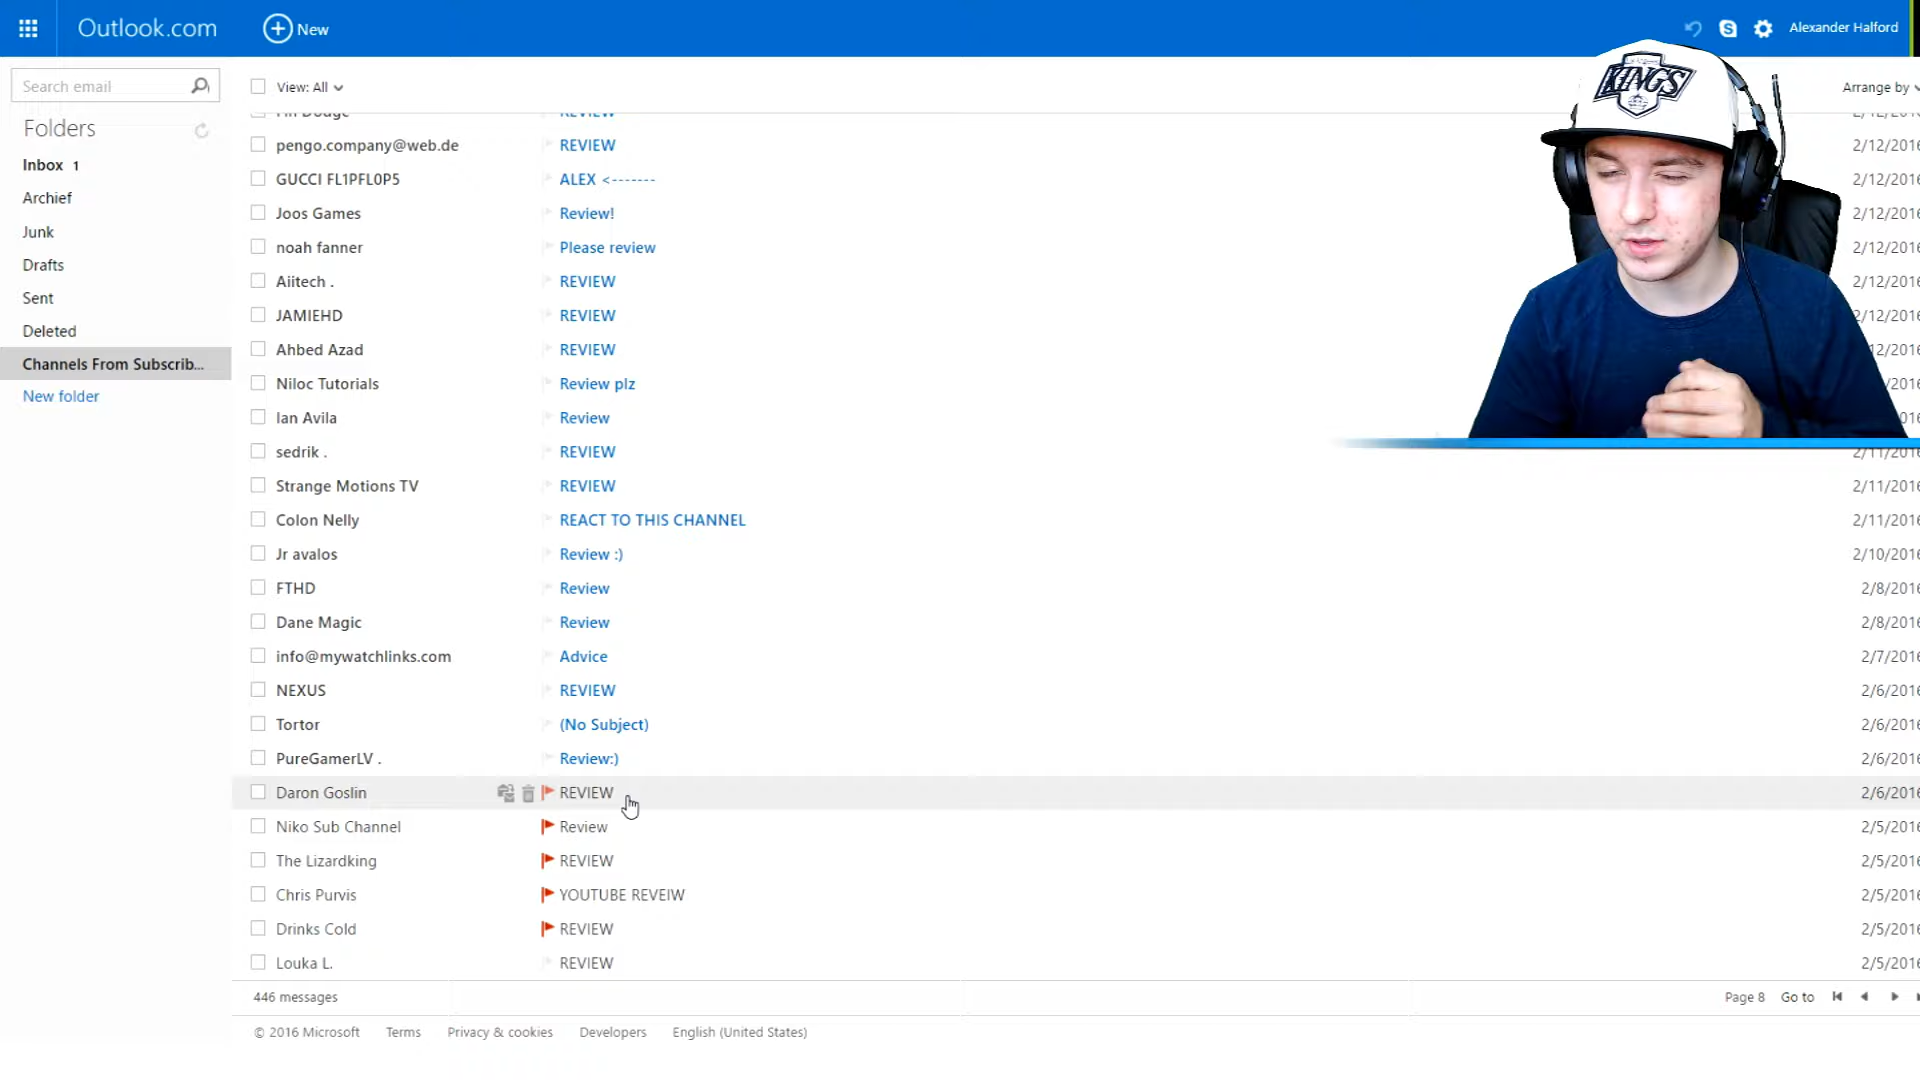 Outlook.com New Alexander Halford
Search email View: All Arrange by
Folders
Inbox 1
Archief
Junk
Drafts
Sent
Deleted
Channels From Subscrib...
New folder
KINGS
REVIEW
pengo.company@web.de REVIEW 2/12/2016
GUCCI FL1PFL0P5 ALEX <------- 2/12/2016
Joos Games Review! 2/12/2016
noah fanner Please review 2/12/2016
Aiitech . REVIEW 2/12/2016
JAMIEHD REVIEW 2/12/2016
Ahbed Azad REVIEW
Niloc Tutorials Review plz
Ian Avila Review
sedrik . REVIEW 2/11/2016
Strange Motions TV REVIEW 2/11/2016
Colon Nelly REACT TO THIS CHANNEL 2/11/2016
Jr avalos Review :) 2/10/2016
FTHD Review 2/8/2016
Dane Magic Review 2/8/2016
info@mywatchlinks.com Advice 2/7/2016
NEXUS REVIEW 2/6/2016
Tortor (No Subject) 2/6/2016
PureGamerLV . Review:) 2/6/2016
Daron Goslin REVIEW 2/6/2016
Niko Sub Channel Review 2/5/2016
The Lizardking REVIEW 2/5/2016
Chris Purvis YOUTUBE REVEIW 2/5/2016
Drinks Cold REVIEW 2/5/2016
Louka L. REVIEW 2/5/2016
446 messages Page 8 Go to
© 2016 Microsoft Terms Privacy & cookies Developers English (United States)